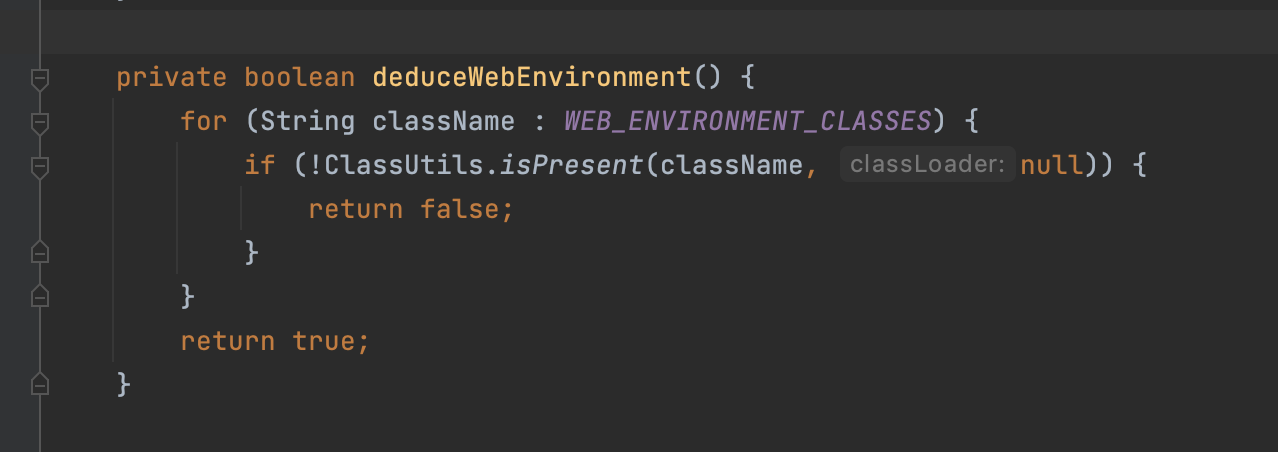 private boolean deduceWebEnvironment() {
for (String className : WEB_ENVIRONMENT_CLASSES) {
if (!ClassUtils.isPresent(className, classLoader: null)) {
return false;
}
}
return true;
}